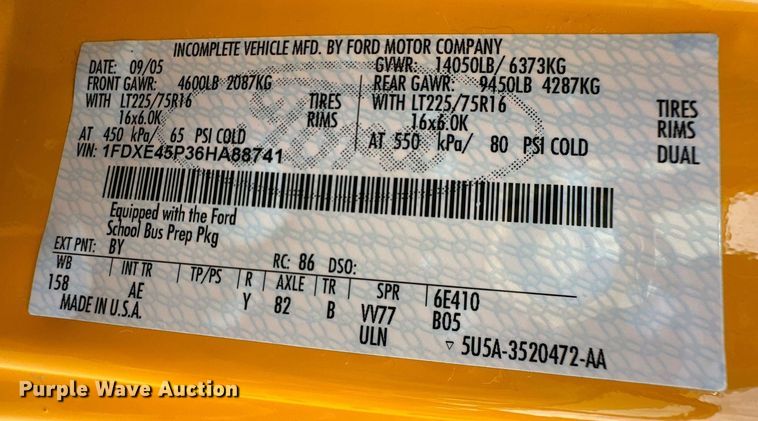 INCOMPLETE VEHICLE MFD. BY FORD MOTOR COMPANY
DATE: 09/05 GVWR: 14050LB/ 6373KG
FRONT GAWR: 4600LB 2087KG REAR GAWR: 9450LB 4287KG
WITH LT225/75R16 TIRES WITH LT225/75R16 TIRES
16x6.0K RIMS 16x6.0K RIMS
AT 450 kPa/ 65 PSI COLD AT 550 kPa/ 80 PSI COLD DUAL
VIN: 1FDXE45P36HA88741
Ford
Equipped with the Ford
School Bus Prep Pkg
EXT PNT: BY RC: 86 DSO:
WB INT TR TP/PS R AXLE TR SPR 6E410
158 AE Y 82 B VV77 B05
MADE IN U.S.A. ULN ▽ 5U5A-3520472-AA
Purple Wave Auction